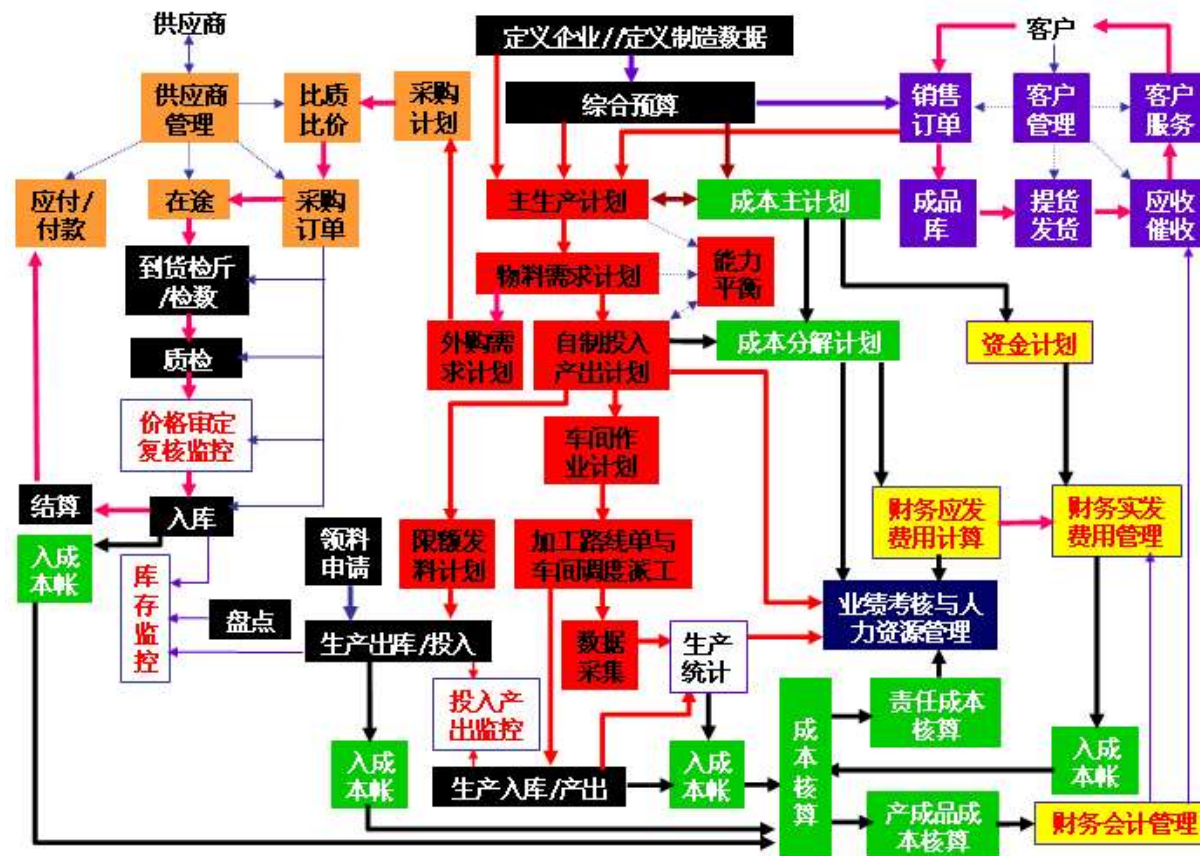 供应商
定义企业//定义制造数据
客户
供应商
管理
比质
比价
采购
计划
综合预算
销售
订单
客户
管理
客户
服务
应付/
付款
在途
采购
订单
主生产计划
成本主计划
成品
库
提货
发货
应收
催收
到货检斤
/检数
物料需求计划
能力
平衡
质检
外购需
求计划
自制投入
产出计划
成本分解计划
资金计划
价格审定
复核监控
车间作
业计划
结算
入库
领料
申请
限额发
料计划
加工路线单与
车间调度派工
财务应发
费用计算
财务实发
费用管理
入成
本帐
库
存
监
控
盘点
生产出库/投入
数据
采集
生产
统计
业绩考核与人
力资源管理
投入产
出监控
成
本
核
算
责任成本
核算
入成
本帐
生产入库/产出
入成
本帐
入成
本帐
产成品成
本核算
财务会计管理